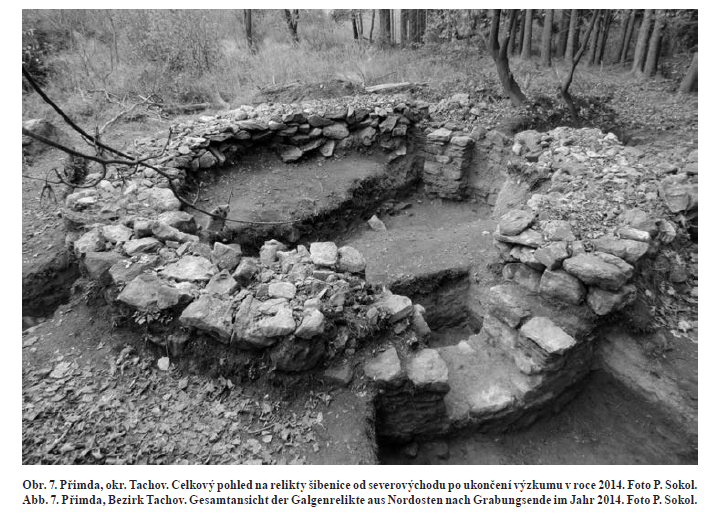 Obr. 7. Přimda, okr. Tachov. Celkový pohled na relikty šibenice od severovýchodu po ukončení výzkumu v roce 2014. Foto P. Sokol.
Abb. 7. Přimda, Bezirk Tachov. Gesamtansicht der Galgenrelikte aus Nordosten nach Grabungsende im Jahr 2014. Foto P. Sokol.